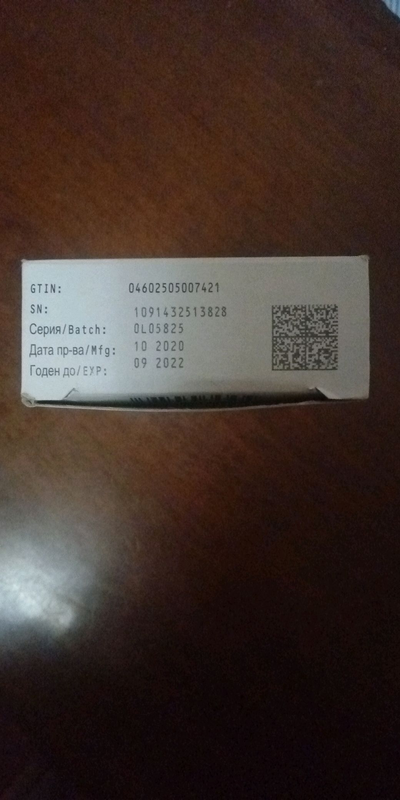 GTIN: 04602505007421
SN: 1091432513828
Серия/Batch: 0L05825
Дата пр-ва/Mfg: 10 2020
Годен до/EXP: 09 2022